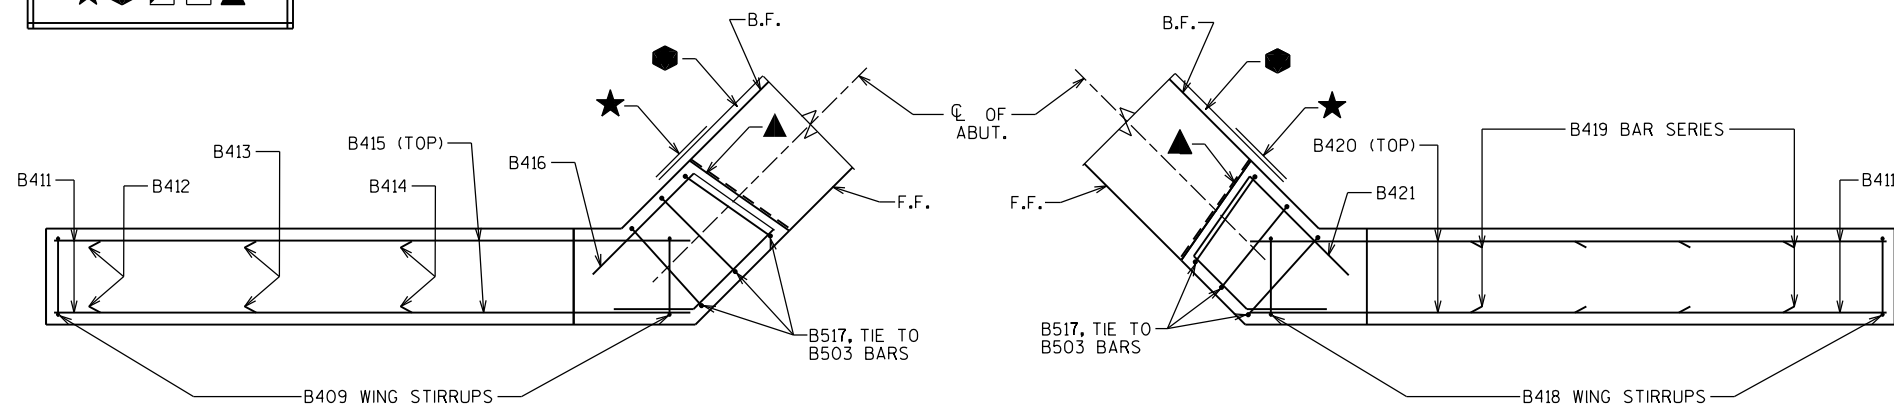 B.F.
B.F.
℄ OF
ABUT.
B413
B415 (TOP)
B416
B419 BAR SERIES
B420 (TOP)
B411
B412
B414
F.F.
F.F.
B421
B411
B517, TIE TO
B503 BARS
B517, TIE TO
B503 BARS
B409 WING STIRRUPS
B418 WING STIRRUPS